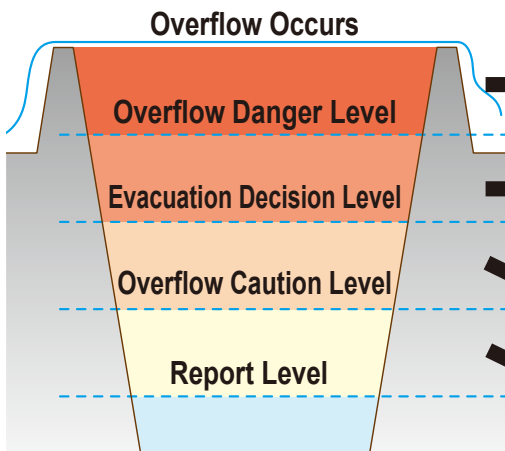 Overflow Occurs
Overflow Danger Level
Evacuation Decision Level
Overflow Caution Level
Report Level